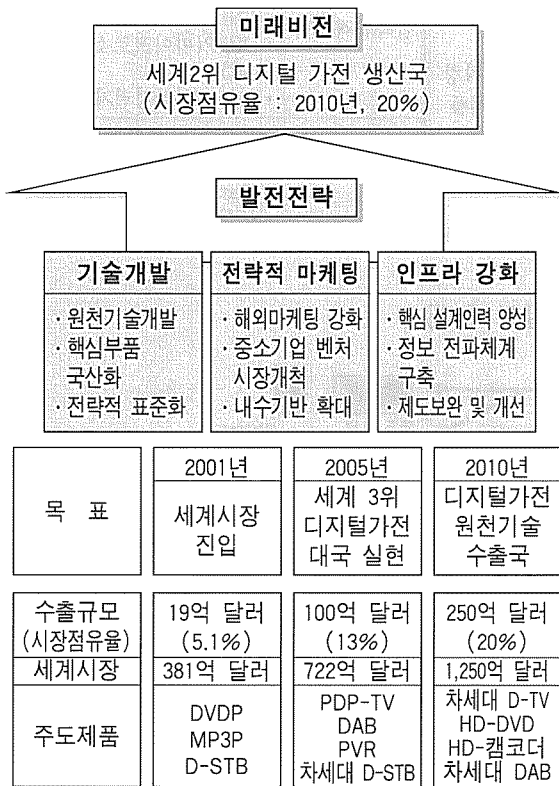 미래비전
세계2위 디지털 가전 생산국
(시장점유율 : 2010년, 20%)
발전전략
기술개발
· 원천기술개발
· 핵심부품
국산화
· 전략적 표준화
전략적 마케팅
· 해외마케팅 강화
· 중소기업 벤처
시장개척
· 내수기반 확대
인프라 강화
· 핵심 설계인력 양성
· 정보 전파체계
구축
· 제도보완 및 개선
목 표
2001년
세계시장
진입
2005년
세계 3위
디지털가전
대국 실현
2010년
디지털가전
원천기술
수출국
수출규모
(시장점유율)
19억 달러
(5.1%)
100억 달러
(13%)
250억 달러
(20%)
세계시장
381억 달러
722억 달러
1,250억 달러
주도제품
DVDP
MP3P
D-STB
PDP-TV
DAB
PVR
차세대 D-STB
차세대 D-TV
HD-DVD
HD-캠코더
차세대 DAB